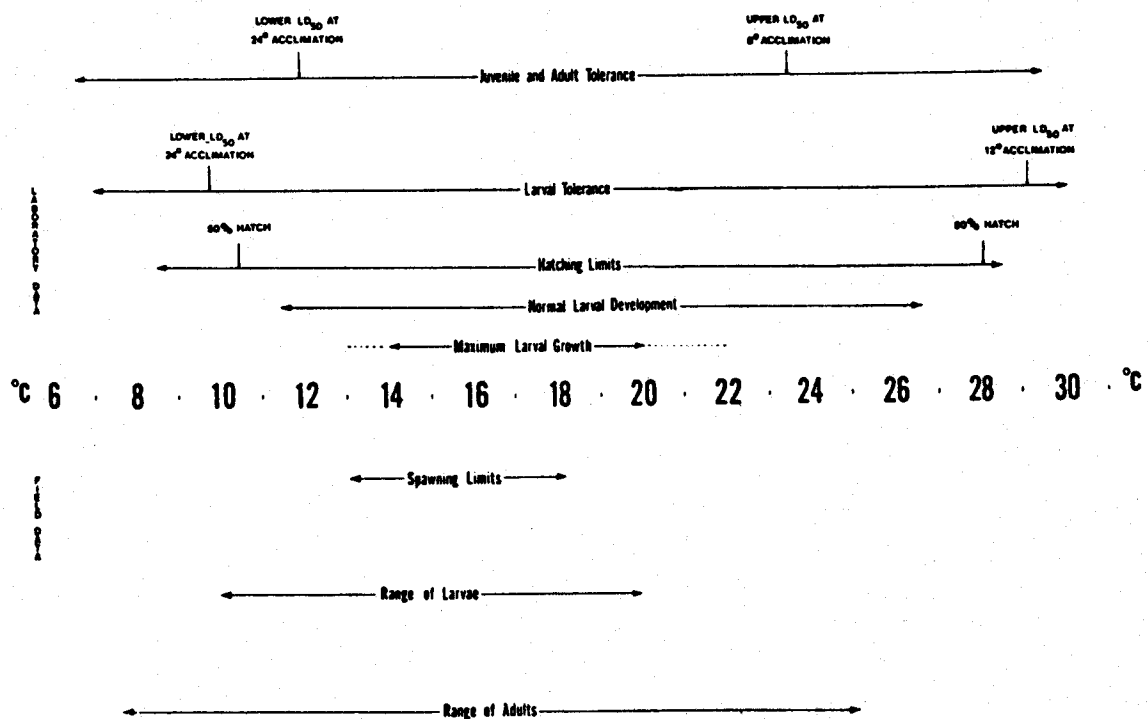 LOWER LD50 AT
24° ACCLIMATION
UPPER LD50 AT
6° ACCLIMATION
Juvenile and Adult Tolerance
LOWER LD50 AT
24° ACCLIMATION
UPPER LD50 AT
12° ACCLIMATION
Larval Tolerance
50% HATCH
50% HATCH
Hatching Limits
Normal Larval Development
Maximum Larval Growth
LABORATORY DATA
°C 6 · 8 · 10 · 12 · 14 · 16 · 18 · 20 · 22 · 24 · 26 · 28 · 30 · °C
Spawning Limits
FIELD DATA
Range of Larvae
Range of Adults